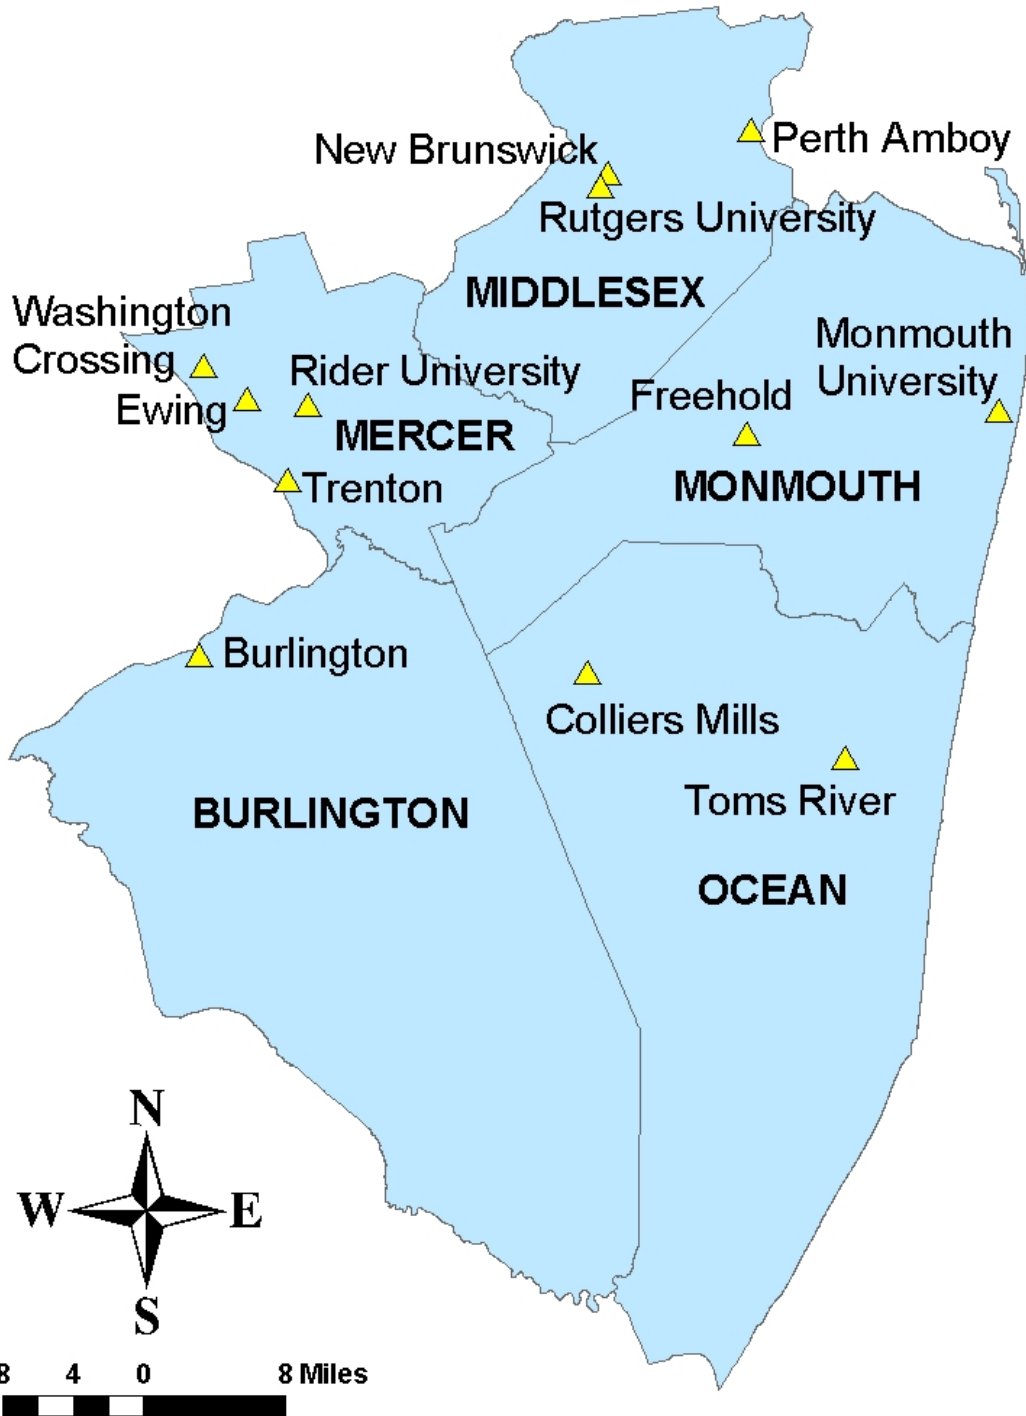 New Brunswick
Perth Amboy
Rutgers University
MIDDLESEX
Washington
Crossing
Ewing
Rider University
MERCER
Trenton
Monmouth
University
Freehold
MONMOUTH
Burlington
Colliers Mills
Toms River
BURLINGTON
OCEAN
N
W E
S
8 4 0 8 Miles